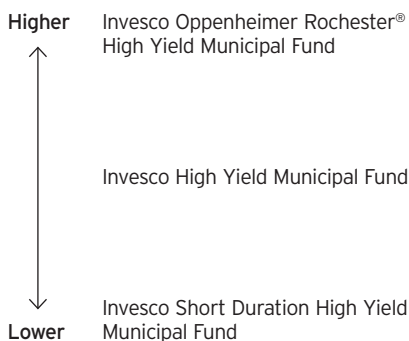 Higher
Invesco Oppenheimer Rochester®
High Yield Municipal Fund
Invesco High Yield Municipal Fund
Invesco Short Duration High Yield
Lower
Municipal Fund